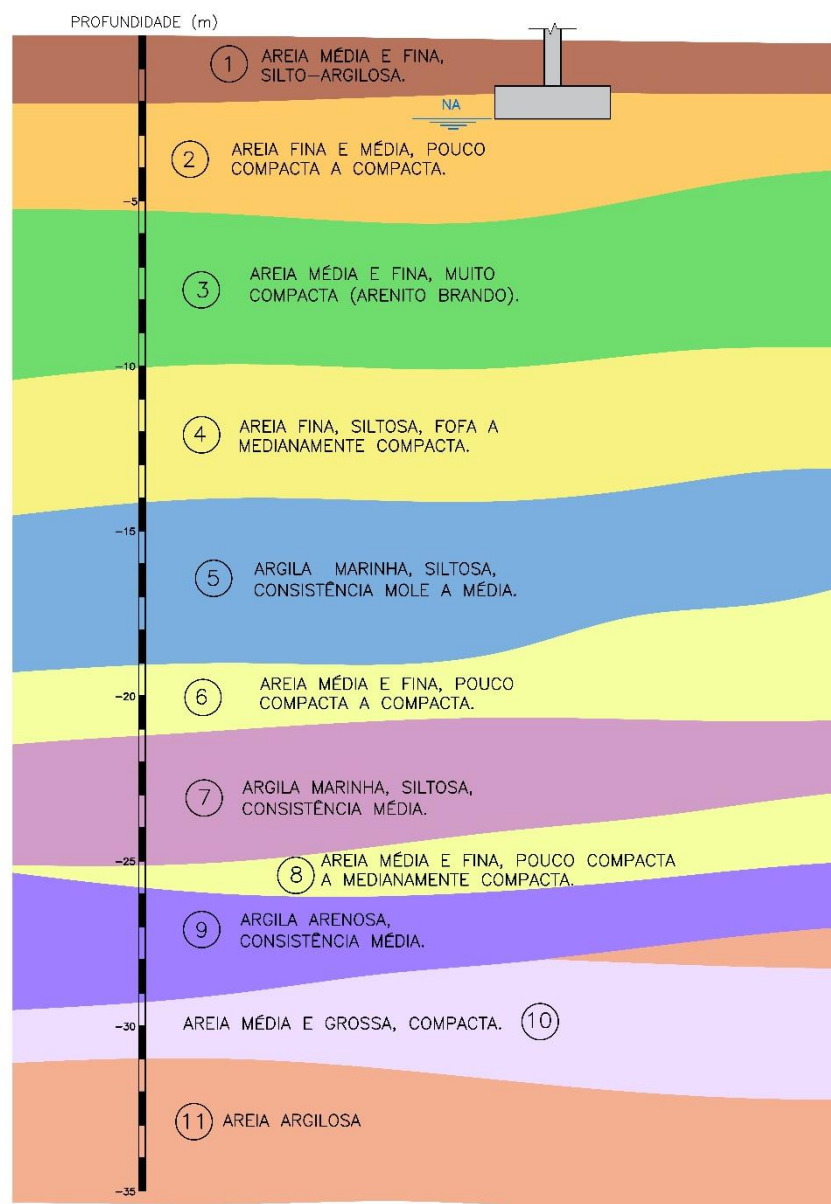 PROFUNDIDADE (m)
1
AREIA MÉDIA E FINA,
SILTO-ARGILOSA.
NA
2
AREIA FINA E MÉDIA, POUCO
COMPACTA A COMPACTA.
-5
3
AREIA MÉDIA E FINA, MUITO
COMPACTA (ARENITO BRANDO).
-10
4
AREIA FINA, SILTOSA, FOFA A
MEDIANAMENTE COMPACTA.
-15
5
ARGILA MARINHA, SILTOSA,
CONSISTÊNCIA MOLE A MÉDIA.
6
AREIA MÉDIA E FINA, POUCO
COMPACTA A COMPACTA.
-20
7
ARGILA MARINHA, SILTOSA,
CONSISTÊNCIA MÉDIA.
-25
8
AREIA MÉDIA E FINA, POUCO COMPACTA
A MEDIANAMENTE COMPACTA.
9
ARGILA ARENOSA,
CONSISTÊNCIA MÉDIA.
-30
AREIA MÉDIA E GROSSA, COMPACTA. 10
11 AREIA ARGILOSA
-35